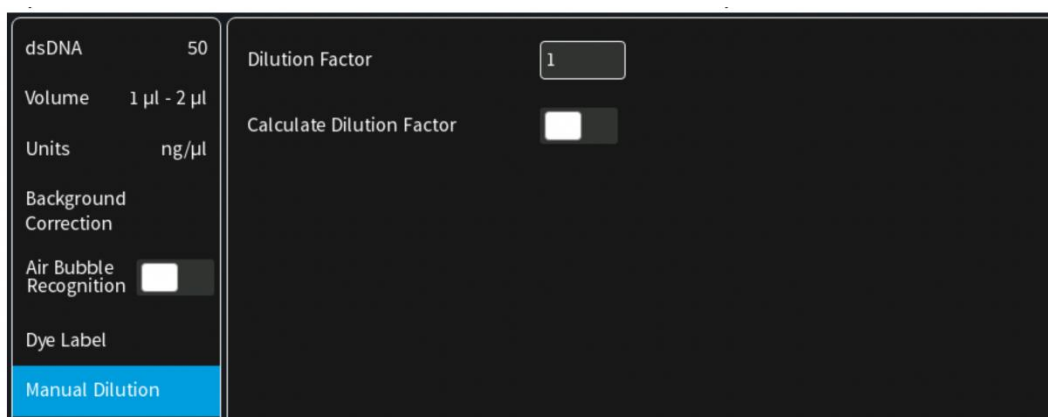 dsDNA 50
Volume 1 µl - 2 µl
Units ng/µl
Background
Correction
Air Bubble
Recognition
Dye Label
Manual Dilution
Dilution Factor 1
Calculate Dilution Factor